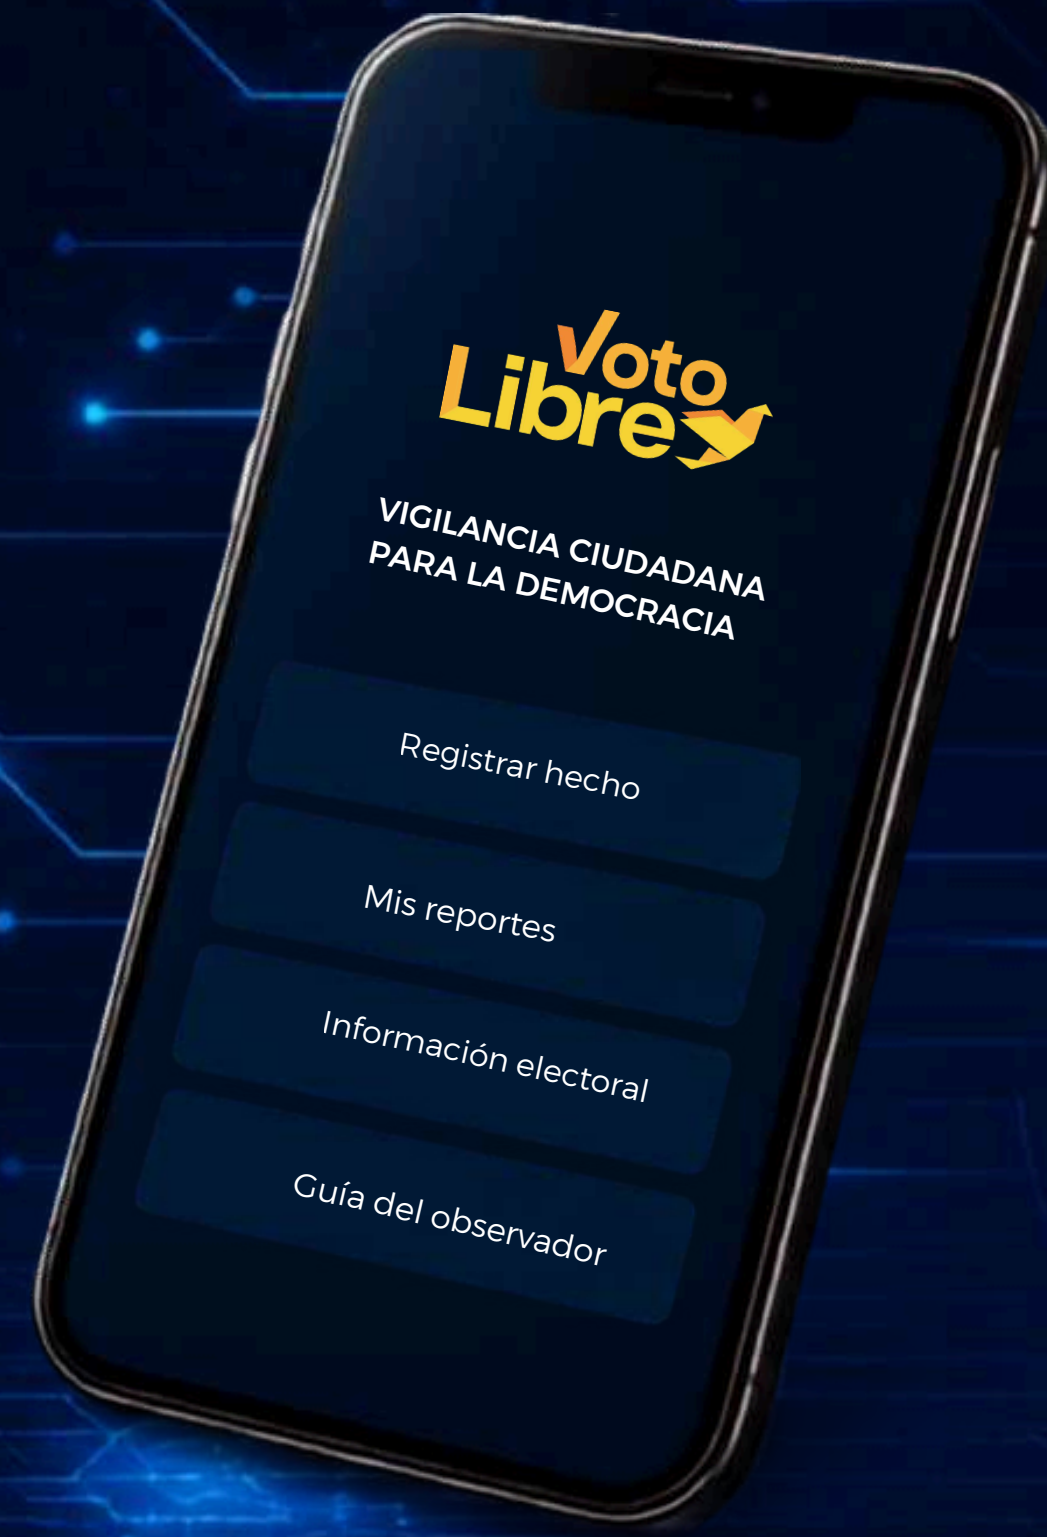 Voto
Libre
VIGILANCIA CIUDADANA
PARA LA DEMOCRACIA
Registrar hecho
Mis reportes
Información electoral
Guía del observador